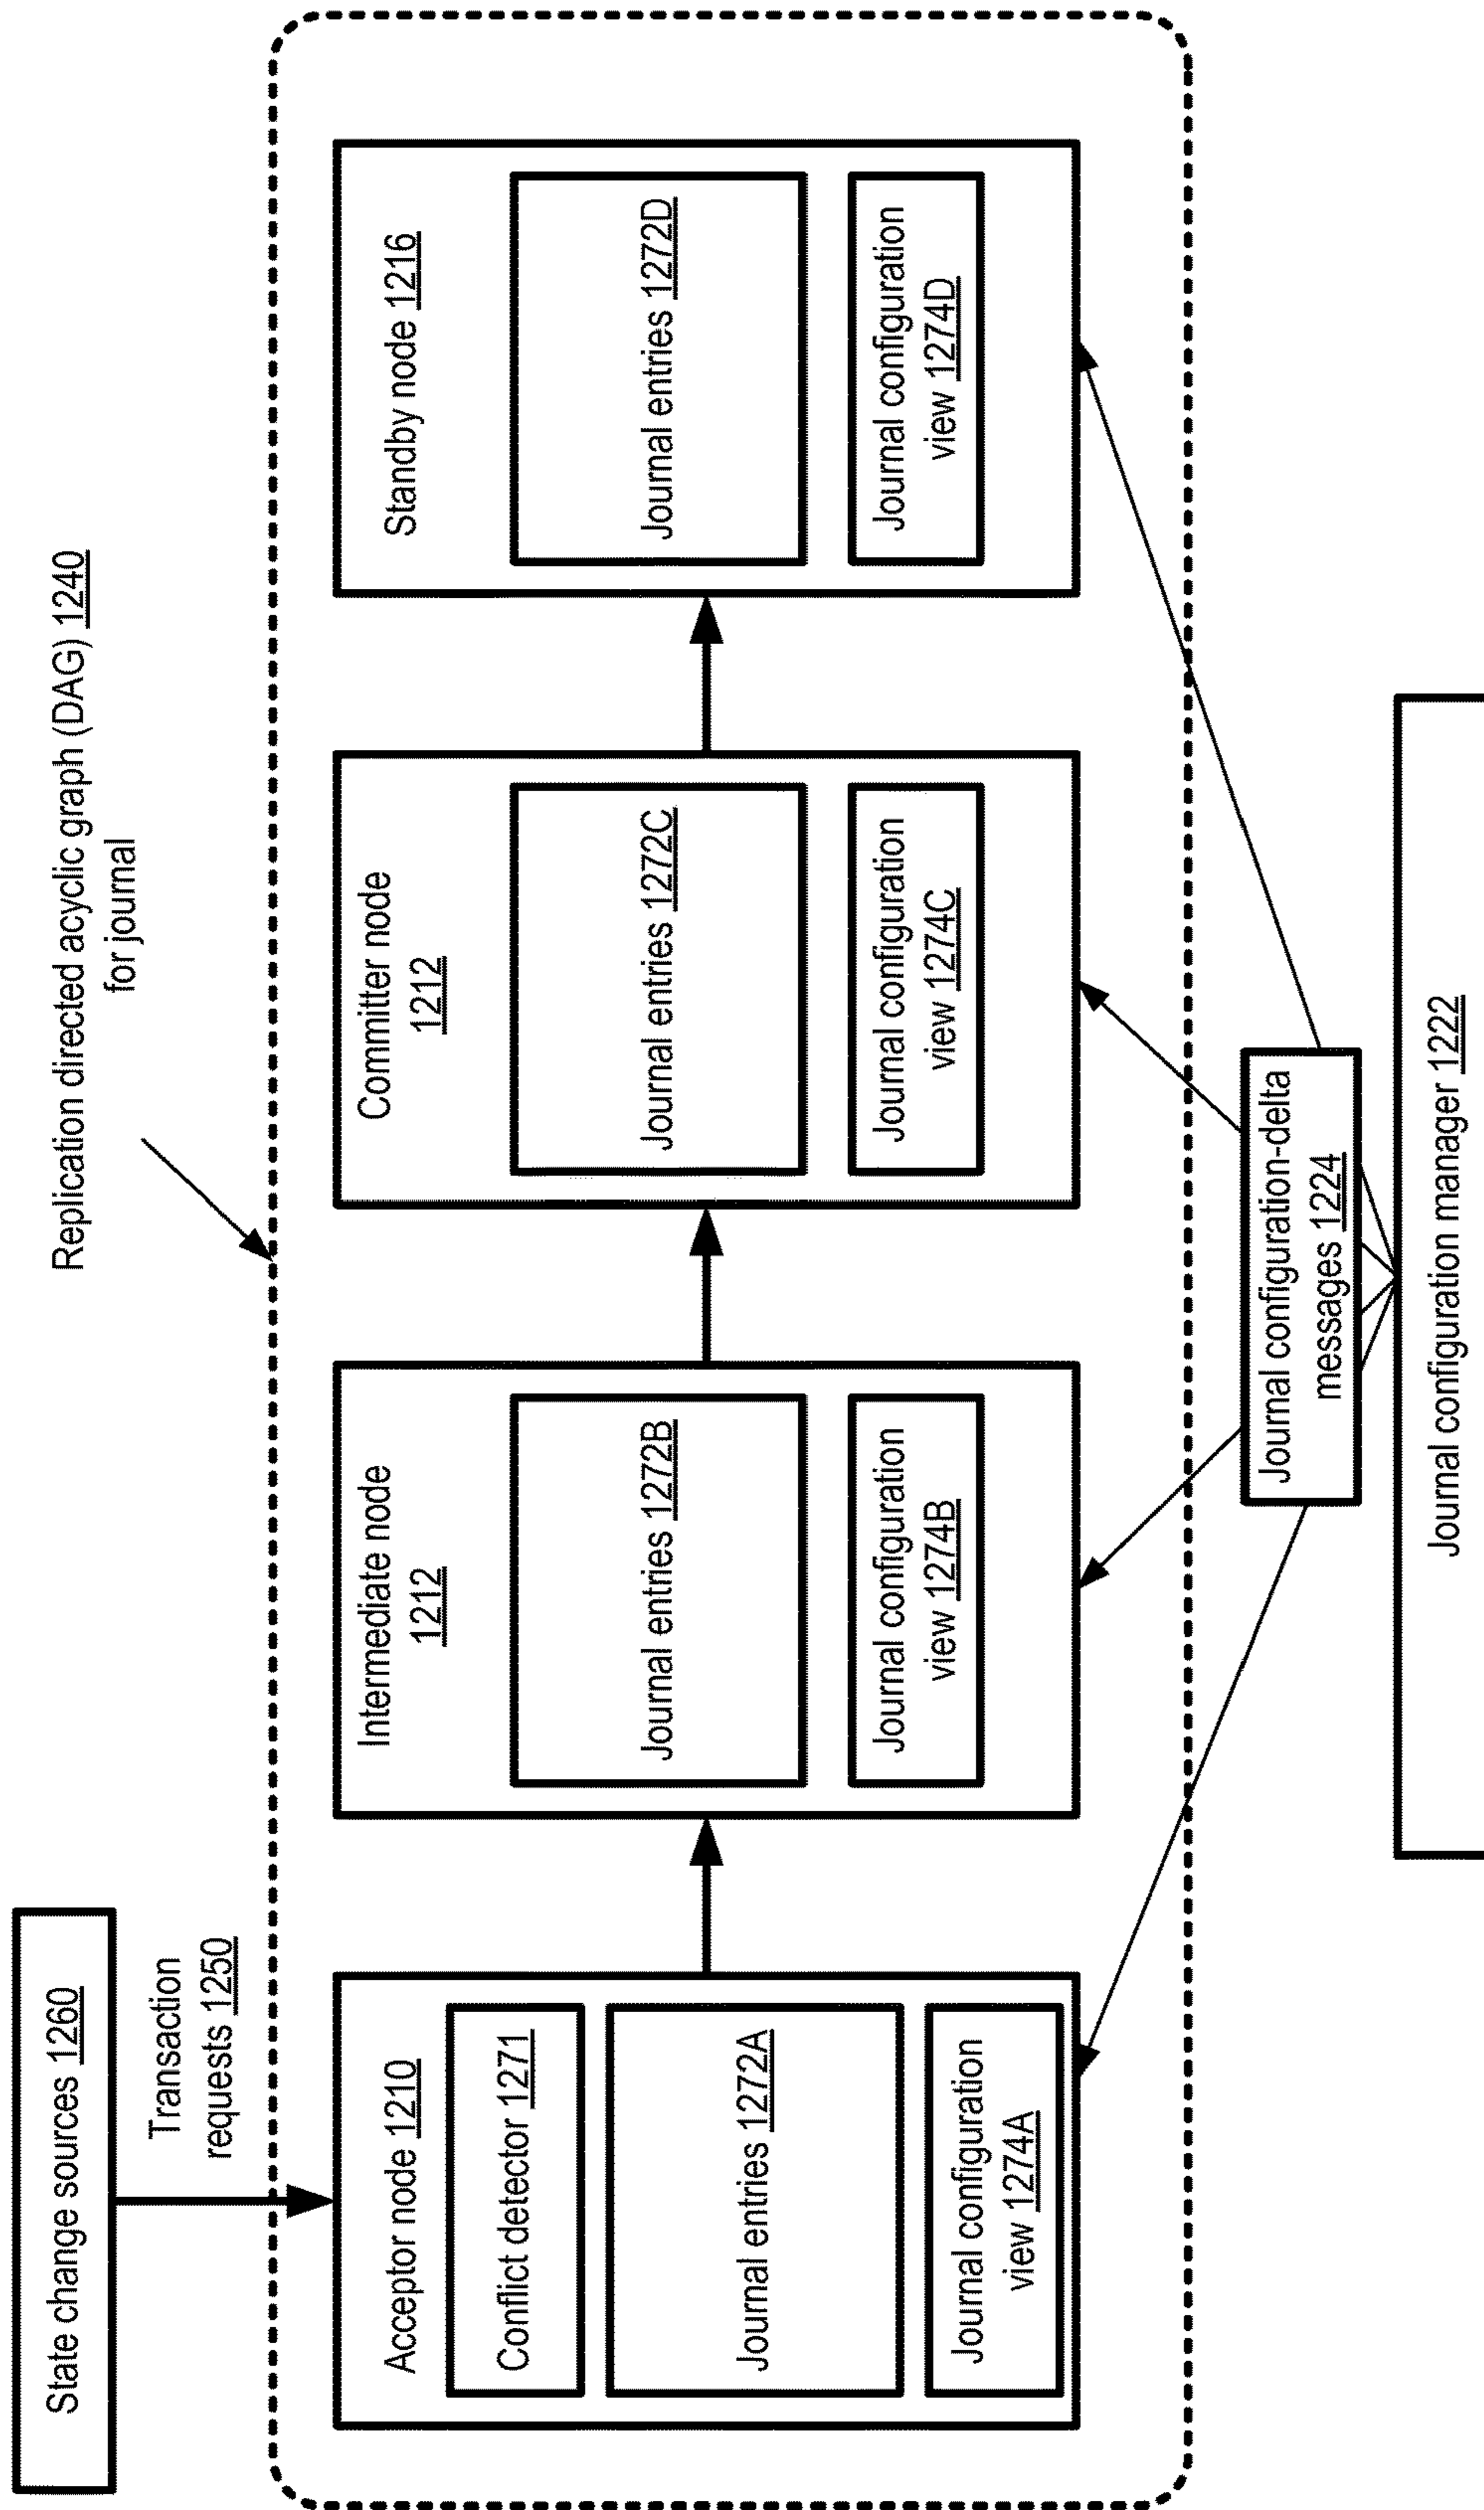 State change sources 1260
Transaction
requests 1250
Replication directed acyclic graph (DAG) 1240
for journal
Acceptor node 1210
Conflict detector 1271
Journal entries 1272A
Journal configuration
view 1274A
Intermediate node
1212
Journal entries 1272B
Journal configuration
view 1274B
Committer node
1212
Journal entries 1272C
Journal configuration
view 1274C
Standby node 1216
Journal entries 1272D
Journal configuration
view 1274D
Journal configuration-delta
messages 1224
Journal configuration manager 1222